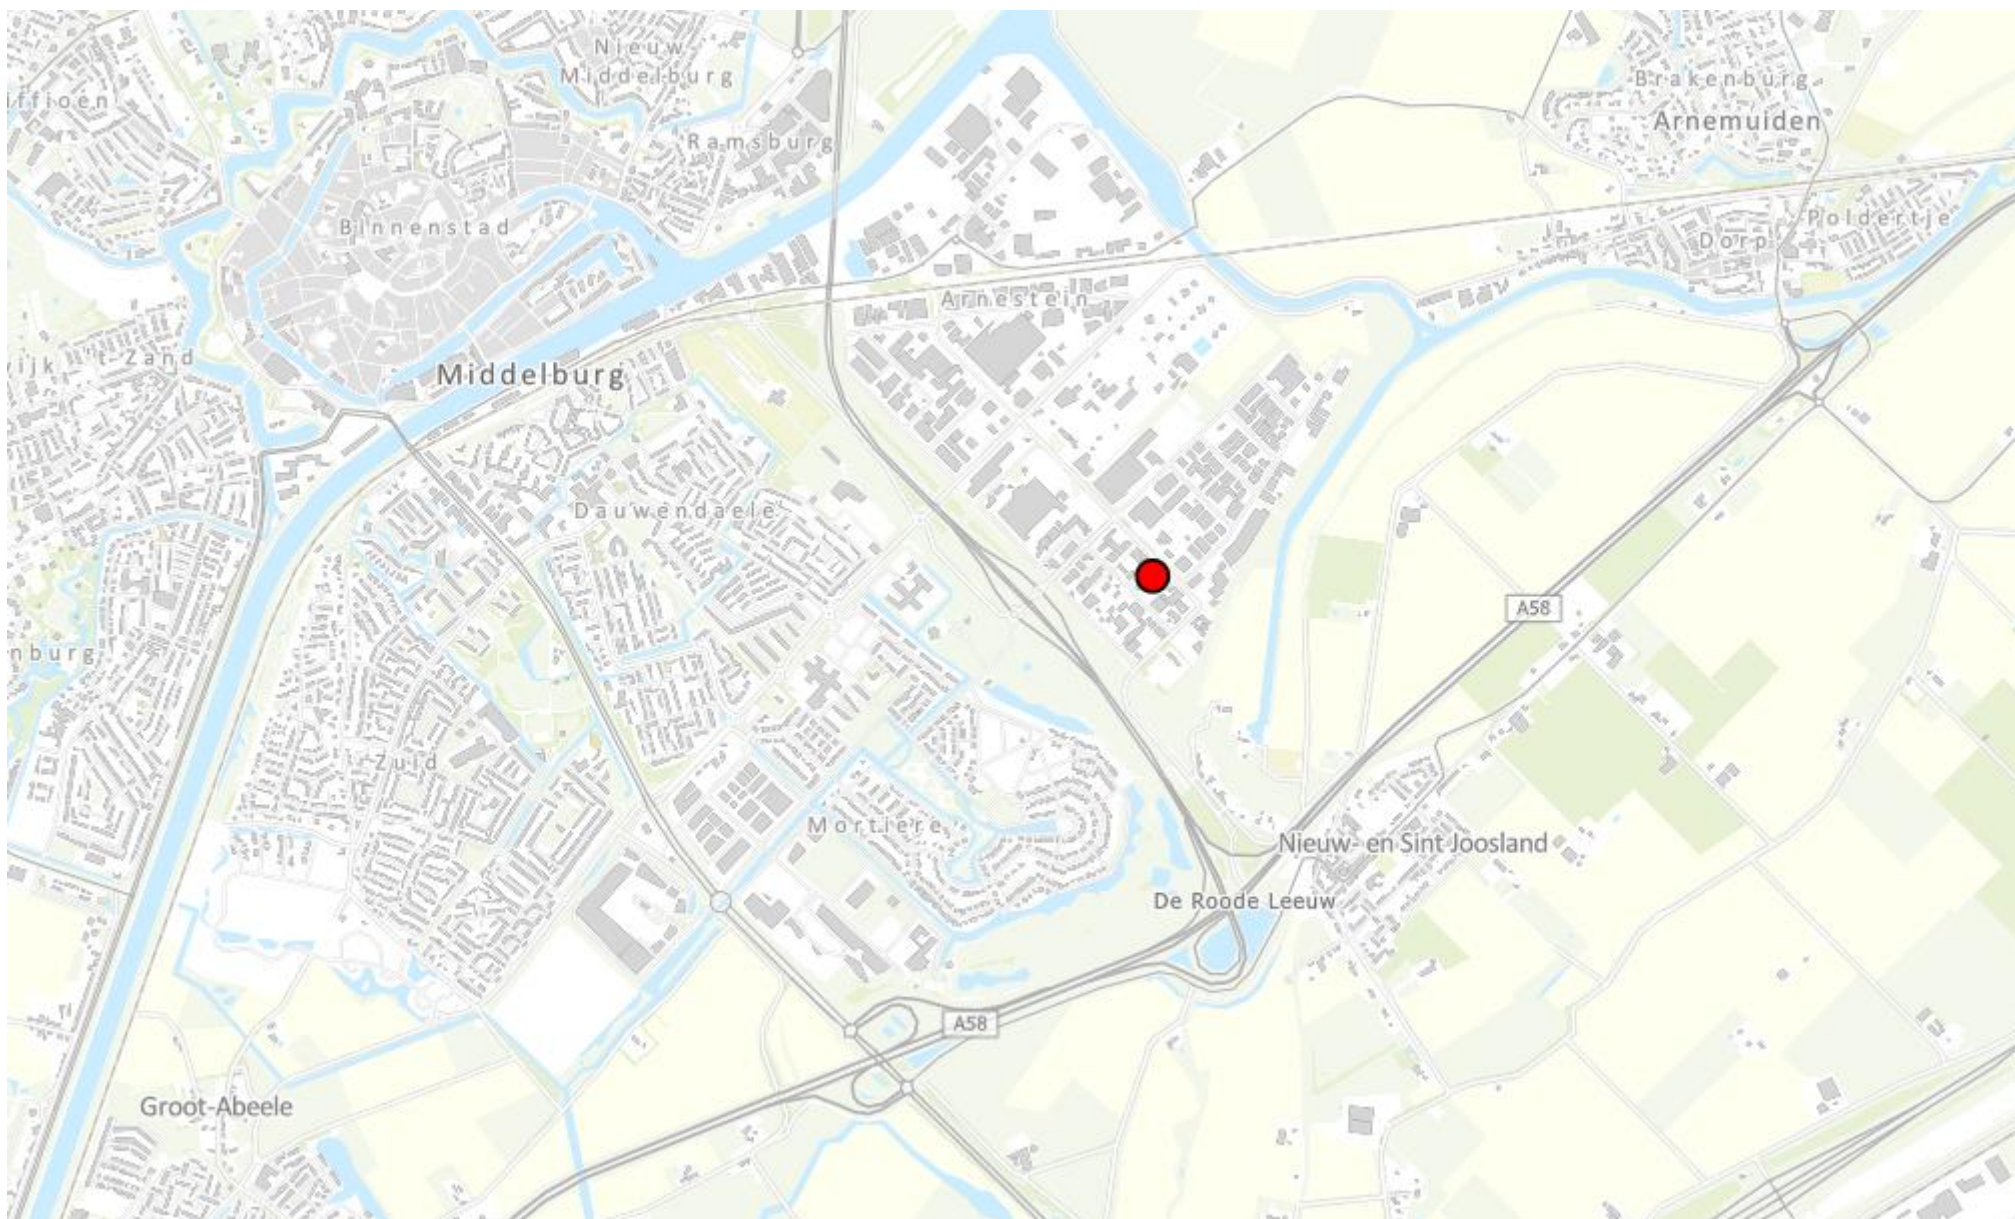 Nieuw
Middelburg
Brakenburg
iffioen
Arnemuiden
Ramsburg
Binnenstad
Poldertje
Dorp
Arnestein
ijk
't Zand
Middelburg
Dauwendaele
A58
nburg
Zuid
Mortiere
Nieuw- en Sint Joosland
De Roode Leeuw
A58
Groot-Abeele